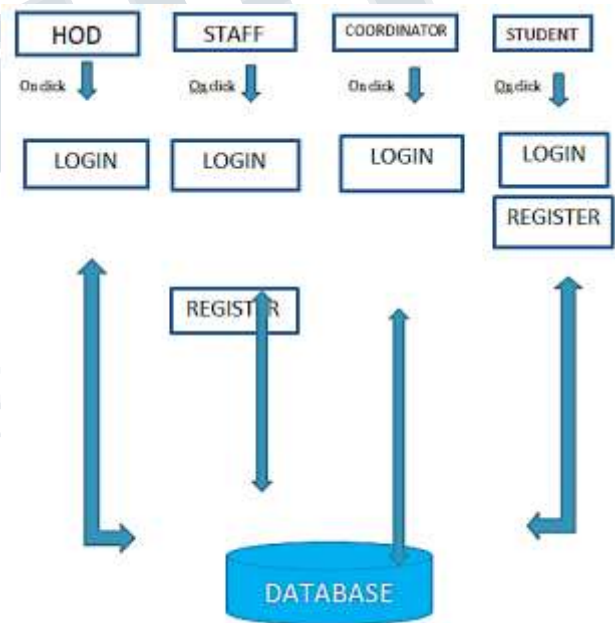 HOD STAFF COORDINATOR STUDENT
On click On click On click On click
LOGIN LOGIN LOGIN LOGIN
REGISTER
REGISTER
DATABASE